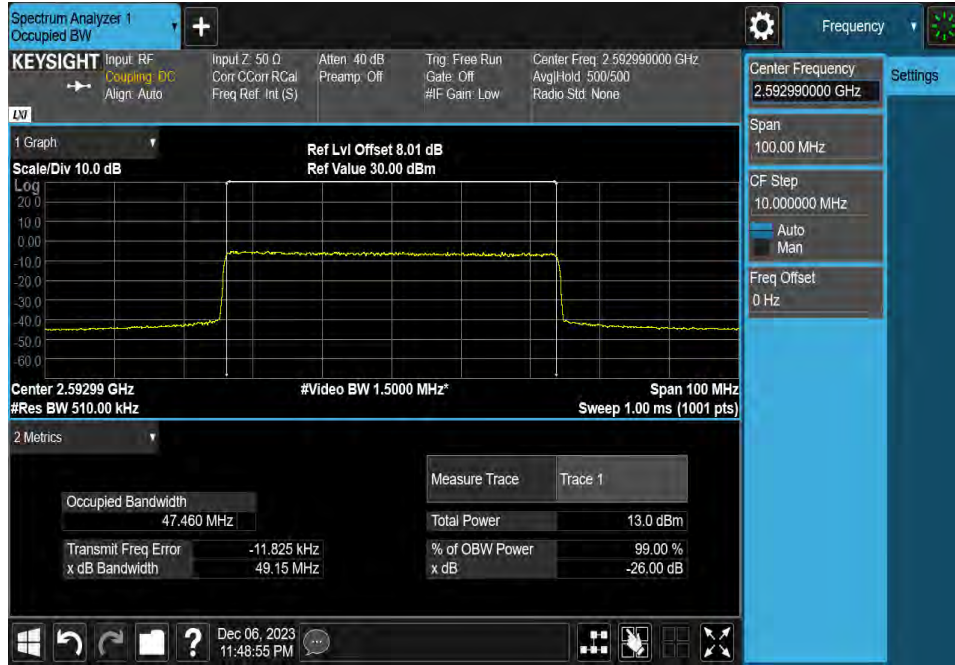 Spectrum Analyzer 1
Occupied BW
+
Frequency
KEYSIGHT
Input: RF
Coupling: DC
Align: Auto
Input Z: 50 Ω
Corr CCorr RCal
Freq Ref: Int (S)
Atten: 40 dB
Preamp: Off
Trig: Free Run
Gate: Off
#IF Gain: Low
Center Freq: 2.592990000 GHz
Avg|Hold: 500/500
Radio Std: None
LXI
Center Frequency
2.592990000 GHz
Settings
Span
100.00 MHz
CF Step
10.000000 MHz
Auto
Man
Freq Offset
0 Hz
1 Graph
Scale/Div 10.0 dB
Ref Lvl Offset 8.01 dB
Ref Value 30.00 dBm
Log
20.0
10.0
0.00
-10.0
-20.0
-30.0
-40.0
-50.0
-60.0
Center 2.59299 GHz
#Video BW 1.5000 MHz*
Span 100 MHz
#Res BW 510.00 kHz
Sweep 1.00 ms (1001 pts)
2 Metrics
Measure Trace
Trace 1
Occupied Bandwidth
47.460 MHz
Total Power
13.0 dBm
Transmit Freq Error
-11.825 kHz
% of OBW Power
99.00 %
x dB Bandwidth
49.15 MHz
x dB
-26.00 dB
?
Dec 06, 2023
11:48:55 PM